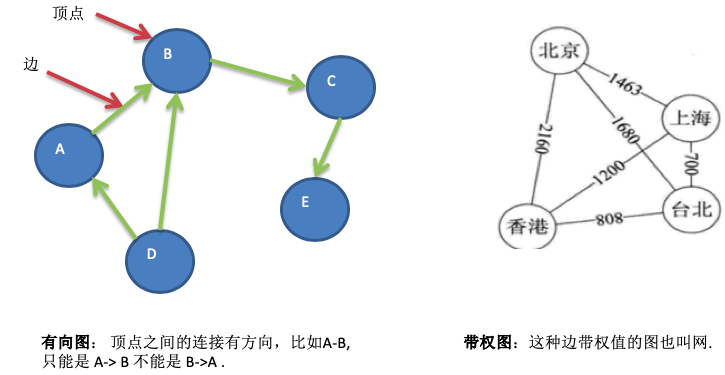 顶点
边
B
C
A
E
D
有向图： 顶点之间的连接有方向，比如A-B,
只能是 A-> B 不能是 B->A .
北京
1463
上海
2160
1680
1200
700
香港
808
台北
带权图：这种边带权值的图也叫网.